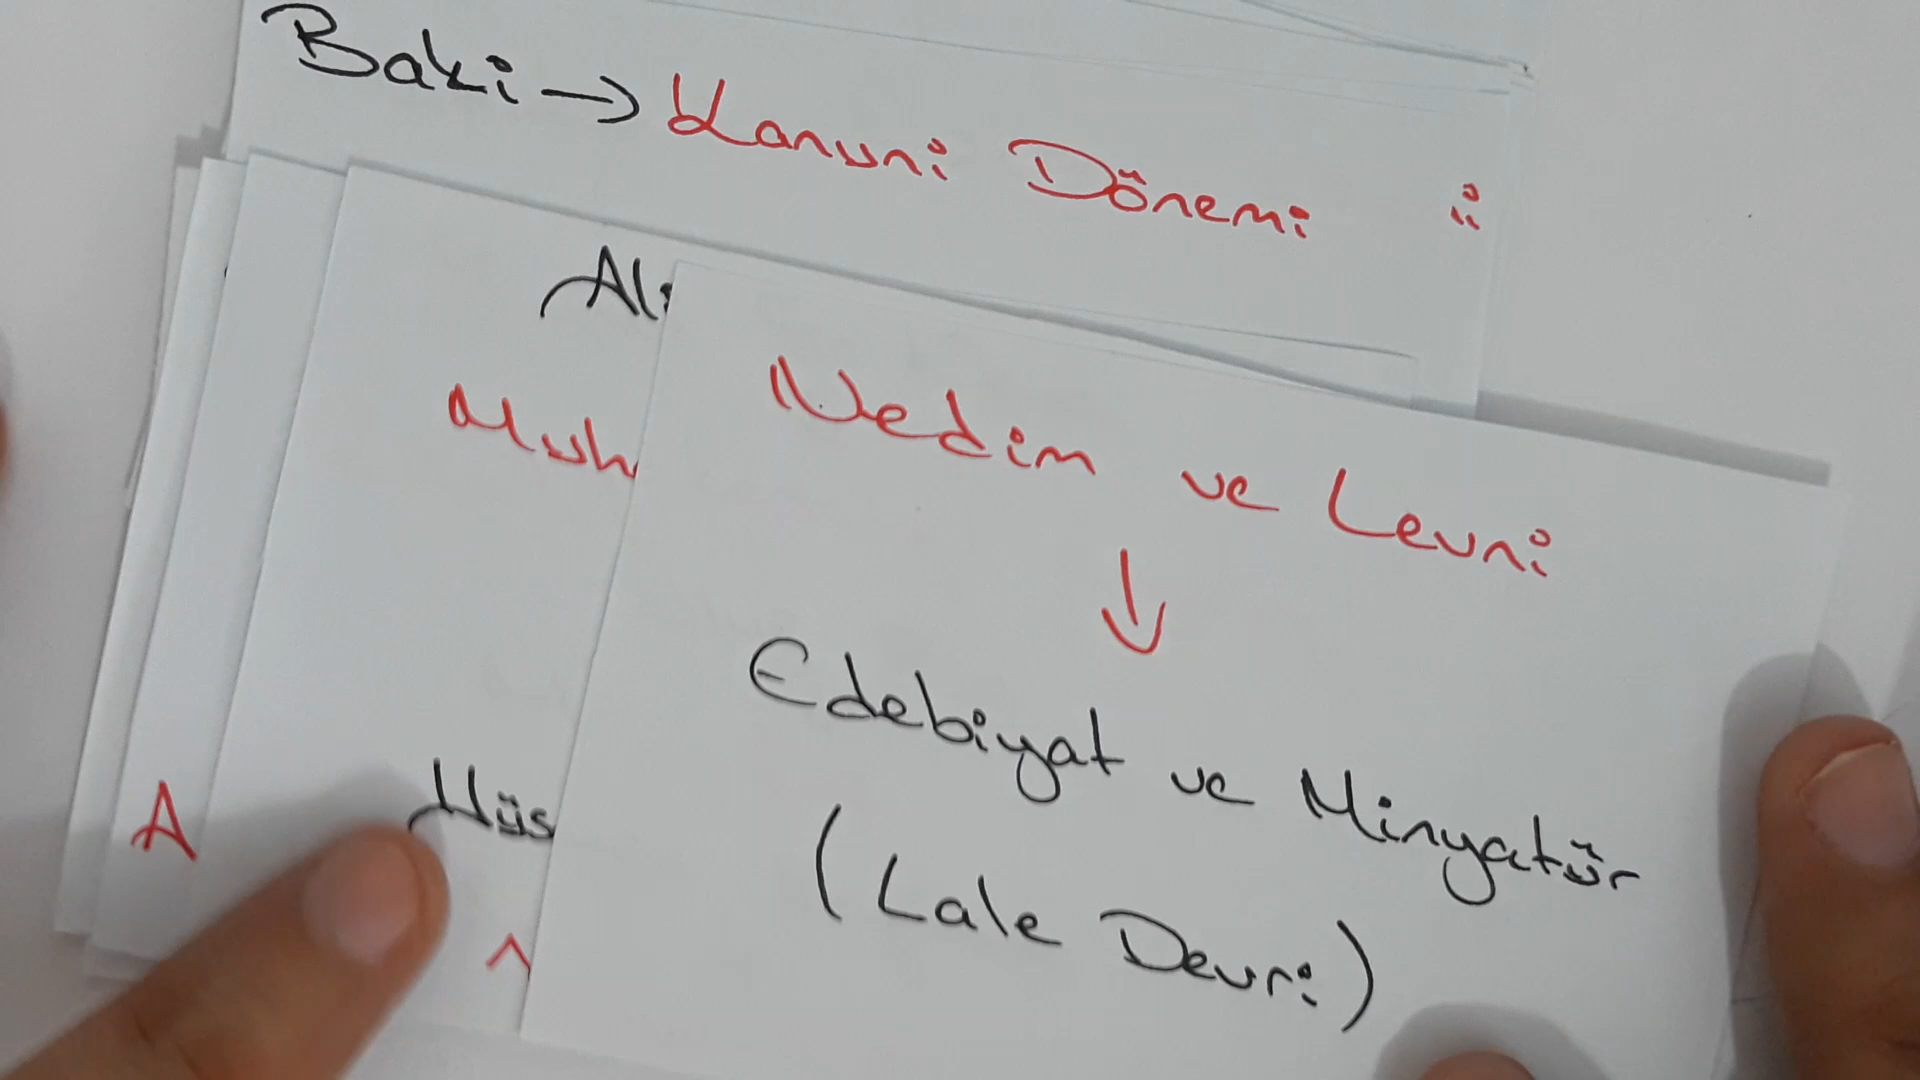 Baki → Kanuni Dönemi
Nedim ve Levni
↓
Edebiyat ve Minyatür
(Lale Devri)
A